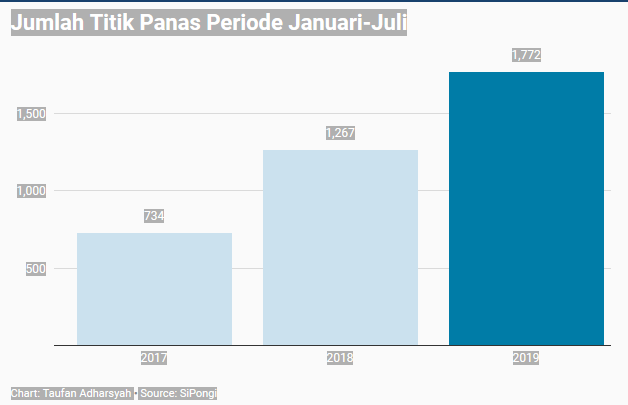 Jumlah Titik Panas Periode Januari-Juli
1,772
1,500
1,267
1,000
734
500
2017 2018 2019
Chart: Taufan Adharsyah • Source: SiPongi